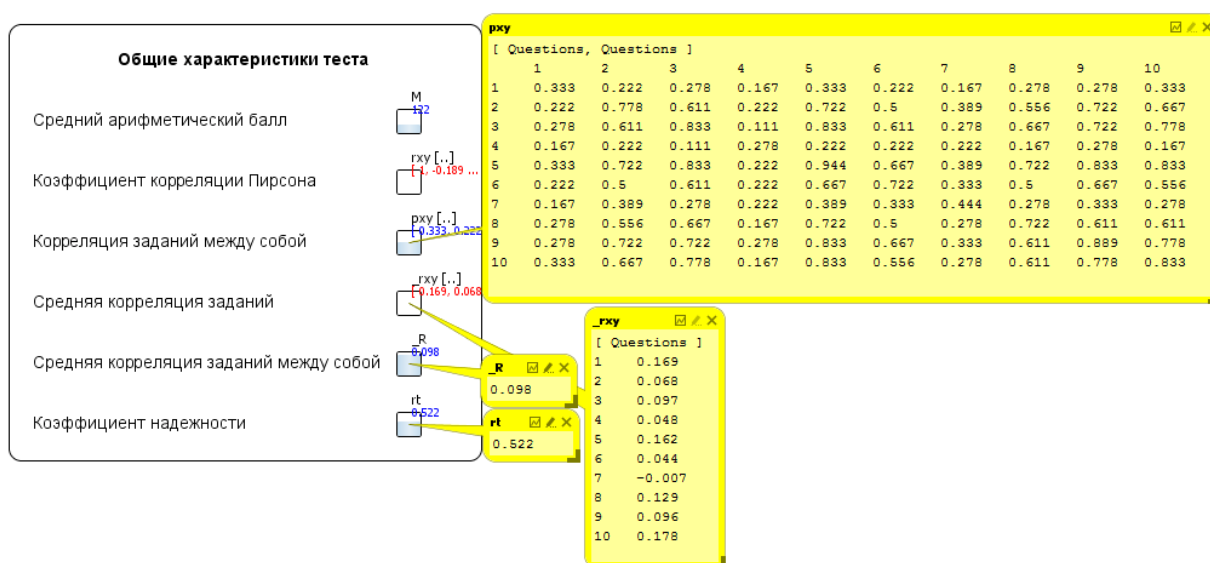 Общие характеристики теста
Средний арифметический балл
M
122
Коэффициент корреляции Пирсона
rxy [..]
[ 1, -0.189 ...
Корреляция заданий между собой
pxy [..]
[ 0.333, 0.222
Средняя корреляция заданий
_rxy [..]
[ 0.169, 0.068
Средняя корреляция заданий между собой
_R
0.098
Коэффициент надежности
rt
0.522
pxy
[ Questions, Questions ]
1 2 3 4 5 6 7 8 9 10
1 0.333 0.222 0.278 0.167 0.333 0.222 0.167 0.278 0.278 0.333
2 0.222 0.778 0.611 0.222 0.722 0.5 0.389 0.556 0.722 0.667
3 0.278 0.611 0.833 0.111 0.833 0.611 0.278 0.667 0.722 0.778
4 0.167 0.222 0.111 0.278 0.222 0.222 0.222 0.167 0.278 0.167
5 0.333 0.722 0.833 0.222 0.944 0.667 0.389 0.722 0.833 0.833
6 0.222 0.5 0.611 0.222 0.667 0.722 0.333 0.5 0.667 0.556
7 0.167 0.389 0.278 0.222 0.389 0.333 0.444 0.278 0.333 0.278
8 0.278 0.556 0.667 0.167 0.722 0.5 0.278 0.722 0.611 0.611
9 0.278 0.722 0.722 0.278 0.833 0.667 0.333 0.611 0.889 0.778
10 0.333 0.667 0.778 0.167 0.833 0.556 0.278 0.611 0.778 0.833
_R
0.098
rt
0.522
_rxy
[ Questions ]
1 0.169
2 0.068
3 0.097
4 0.048
5 0.162
6 0.044
7 -0.007
8 0.129
9 0.096
10 0.178